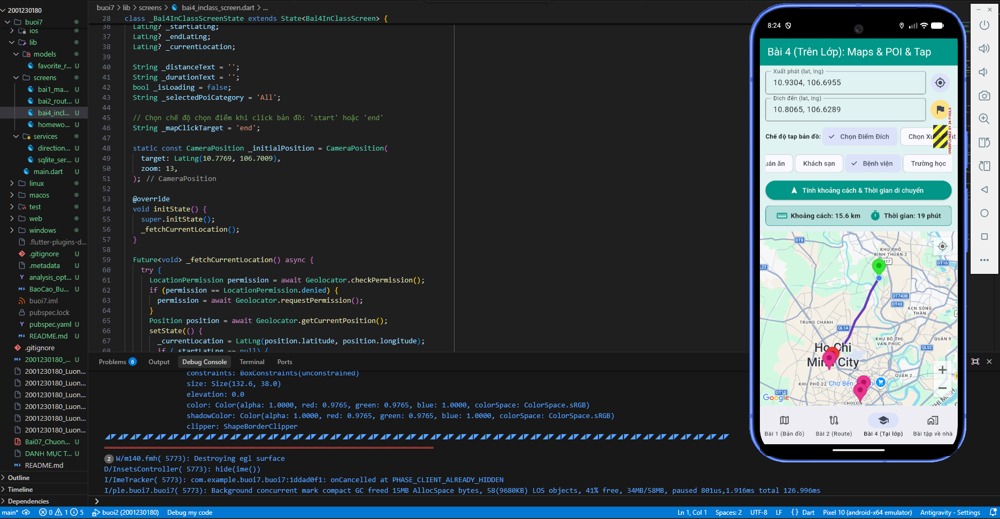 2001230180
buoi7
ios
lib
models
favorite_r... U
screens
bai1_ma... U
bai2_rout... U
bai4_incl... U
homewo... U
services
direction... U
sqlite_ser... U
main.dart U
linux
macos
test
web
windows
.flutter-plugins-d...
.gitignore U
.metadata U
analysis_opt... U
BaoCao_Bu... U
buoi7.iml
pubspec.lock
pubspec.yaml U
README.md U
.gitignore
2001230180_... U
2001230180_Luon...
2001230180_Luon...
2001230180_Luon...
2001230180_Luon...
2001230180_Luon...
2001230180_Luon...
Bai07_Chuon... U
DANH MỤC T... U
README.md
Outline
Timeline
Dependencies
buoi7 > lib > screens > bai4_inclass_screen.dart > ...
28 class _Bai4InClassScreenState extends State<Bai4InClassScreen> {
36 LatLng? _startLatLng;
37 LatLng? _endLatLng;
38 LatLng? _currentLocation;
39
40 String _distanceText = '';
41 String _durationText = '';
42 bool _isLoading = false;
43 String _selectedPoiCategory = 'All';
44
45 // Chọn chế độ chọn điểm khi click bản đồ: 'start' hoặc 'end'
46 String _mapClickTarget = 'end';
47
48 static const CameraPosition _initialPosition = CameraPosition(
49 target: LatLng(10.7769, 106.7009),
50 zoom: 13,
51 ); // CameraPosition
52
53 @override
54 void initState() {
55 super.initState();
56 _fetchCurrentLocation();
57 }
58
59 Future<void> _fetchCurrentLocation() async {
60 try {
61 LocationPermission permission = await Geolocator.checkPermission();
62 if (permission == LocationPermission.denied) {
63 permission = await Geolocator.requestPermission();
64 }
65 Position position = await Geolocator.getCurrentPosition();
66 setState(() {
67 _currentLocation = LatLng(position.latitude, position.longitude);
68 if (_startLatLng == null) {
Problems 6 Output Debug Console Terminal Ports
constraints: BoxConstraints(unconstrained)
size: Size(132.6, 38.0)
elevation: 0.0
color: Color(alpha: 1.0000, red: 0.9765, green: 0.9765, blue: 1.0000, colorSpace: ColorSpace.sRGB)
shadowColor: Color(alpha: 1.0000, red: 0.9765, green: 0.9765, blue: 1.0000, colorSpace: ColorSpace.sRGB)
clipper: ShapeBorderClipper
2 W/m140.fmh( 5773): Destroying egl surface
D/InsetsController( 5773): hide(ime())
I/ImeTracker( 5773): com.example.buoi7.buoi7:1ddad0f1: onCancelled at PHASE_CLIENT_ALREADY_HIDDEN
I/ple.buoi7.buoi7( 5773): Background concurrent mark compact GC freed 15MB AllocSpace bytes, 58(9680KB) LOS objects, 41% free, 34MB/58MB, paused 801us,1.916ms total 126.996ms
8:24
Bài 4 (Trên Lớp): Maps & POI & Tap
Xuất phát (lat, lng)
10.9304, 106.6955
Đích đến (lat, lng)
10.8065, 106.6289
OVERFLOWED BY 26 PIXELS
Chế độ tap bản đồ: Chọn Điểm Đích Chọn Xu át
uán ăn Khách sạn Bệnh viện Trường học
Tính khoảng cách & Thời gian di chuyển
Khoảng cách: 15.6 km Thời gian: 19 phút
DT8
KHU PHỐ
BÌNH THUẬN 2
H17
DT16
L22
DT743B
DT43
KCN SÓNG
THẦN
TRUNG CHANH
QL1A
KHU ĐÔ THỊ
VẠN PHÚC
QUẬN 9
QL52
Ho Chi
Minh City
QUẬN 2
KHU PHỐ 22
Chợ Bến T n
DT10
Google
CHOLON
PHÍ MINH
+
−
Bài 1 (Bản đồ) Bài 2 (Route) Bài 4 (Tại lớp) Bài tập về nhà
main* 0 1 5 buoi2 (2001230180) Debug my code Ln 1, Col 1 Spaces: 2 UTF-8 LF {} Dart Pixel 10 (android-x64 emulator) Antigravity - Settings